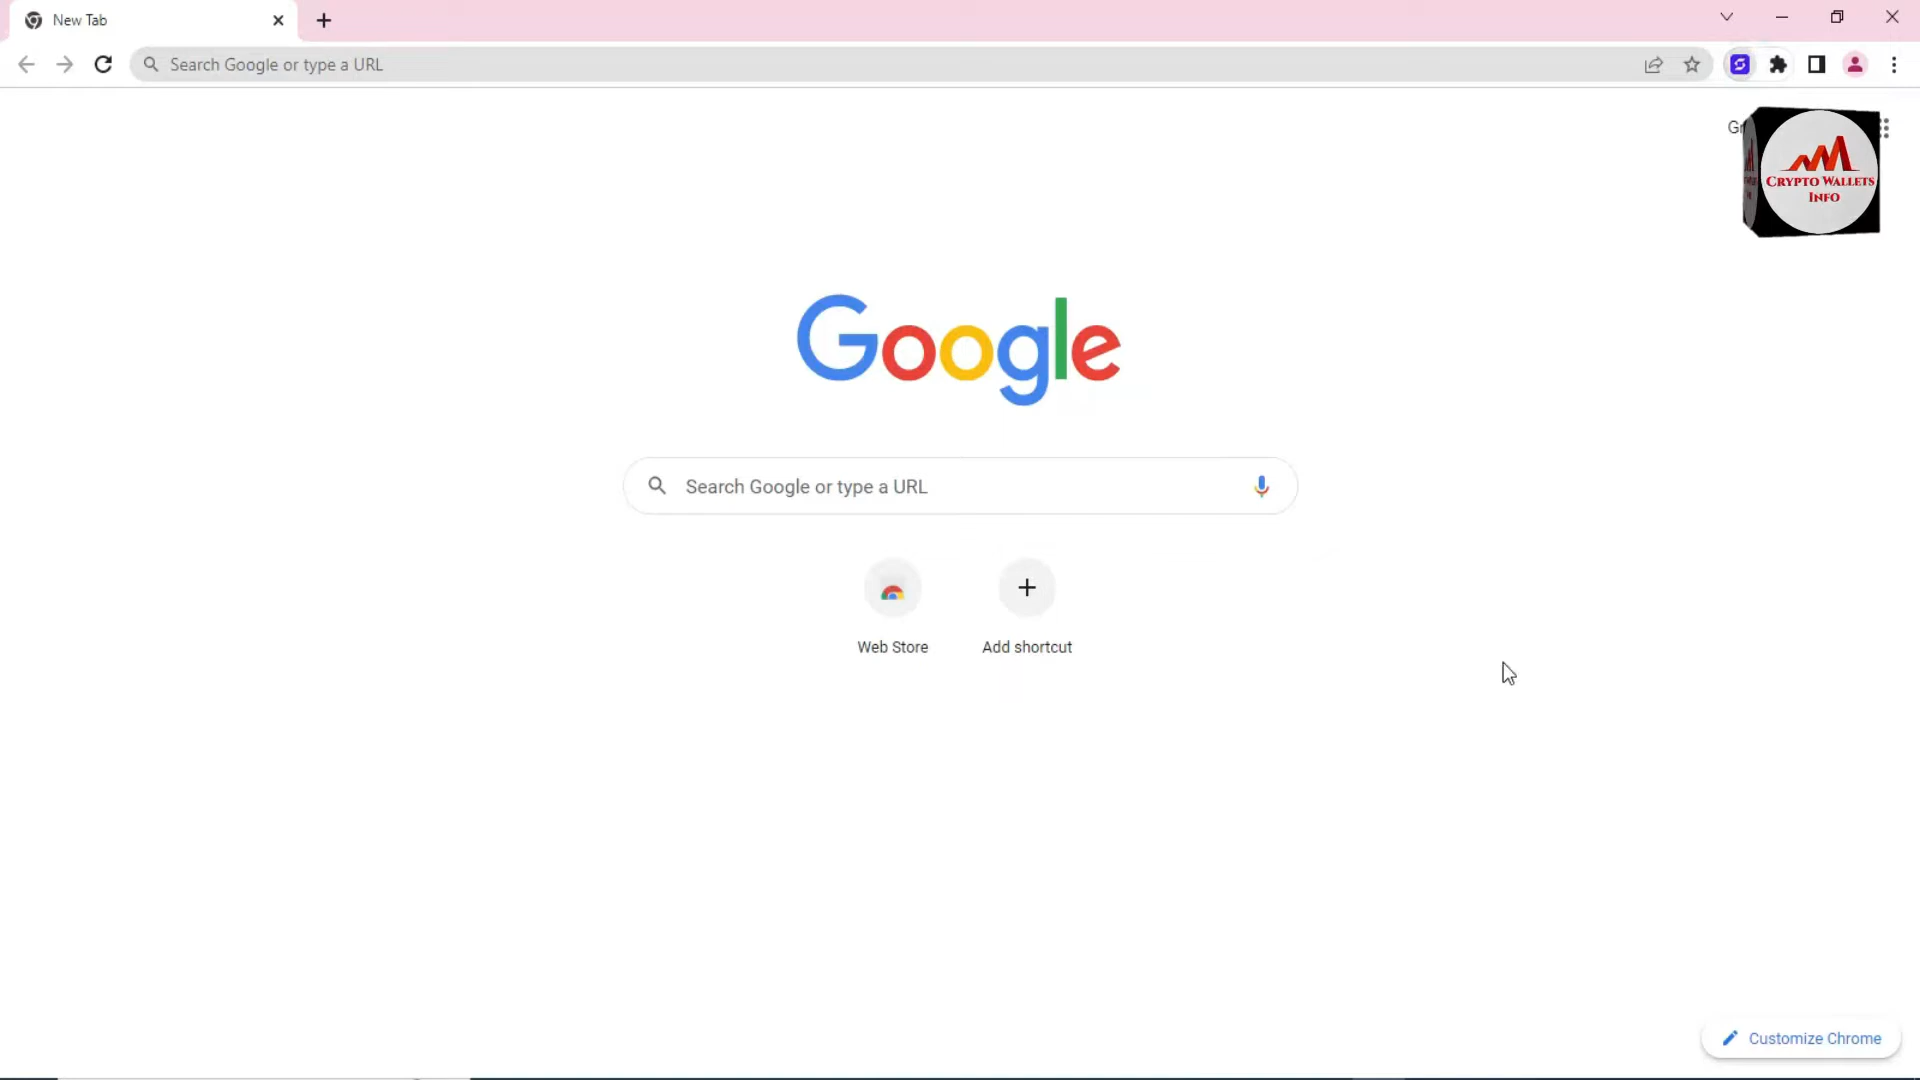 New Tab
Search Google or type a URL
CRYPTO WALLETS
INFO
Google
Search Google or type a URL
Web Store
Add shortcut
Customize Chrome